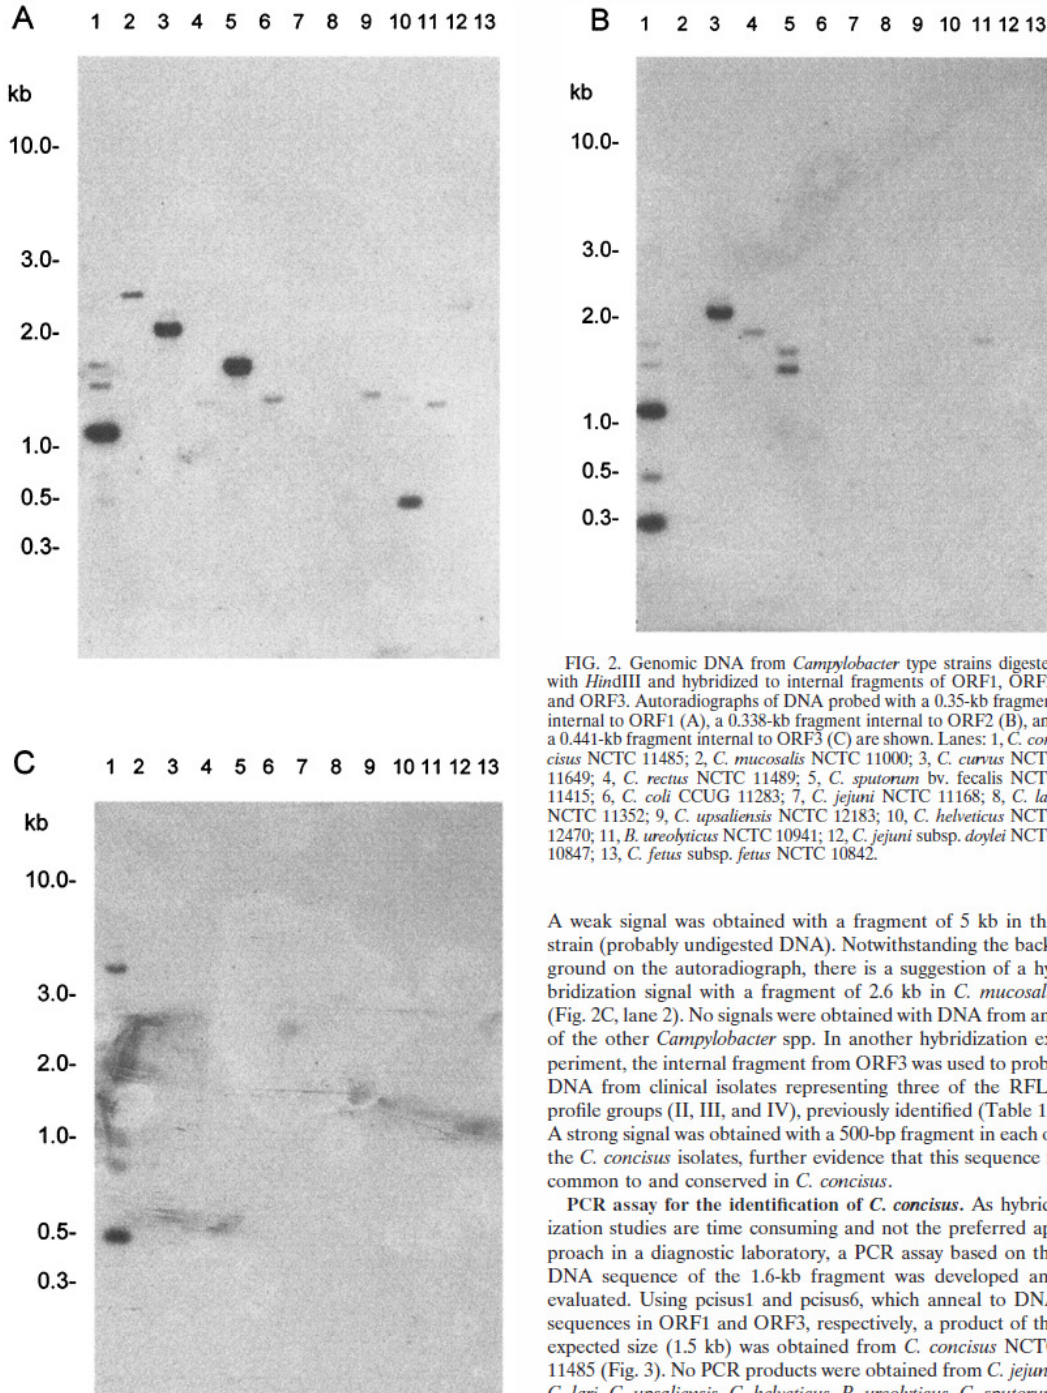 A 1 2 3 4 5 6 7 8 9 10 11 12 13
kb
10.0-
3.0-
2.0-
1.0-
0.5-
0.3-
B 1 2 3 4 5 6 7 8 9 10 11 12 13
kb
10.0-
3.0-
2.0-
1.0-
0.5-
0.3-
FIG. 2. Genomic DNA from Campylobacter type strains digeste
with HindIII and hybridized to internal fragments of ORF1, ORF
and ORF3. Autoradiographs of DNA probed with a 0.35-kb fragmen
internal to ORF1 (A), a 0.338-kb fragment internal to ORF2 (B), an
a 0.441-kb fragment internal to ORF3 (C) are shown. Lanes: 1, C. con
cisus NCTC 11485; 2, C. mucosalis NCTC 11000; 3, C. curvus NCT
11649; 4, C. rectus NCTC 11489; 5, C. sputorum bv. fecalis NCT
11415; 6, C. coli CCUG 11283; 7, C. jejuni NCTC 11168; 8, C. la
NCTC 11352; 9, C. upsaliensis NCTC 12183; 10, C. helveticus NCT
12470; 11, B. ureolyticus NCTC 10941; 12, C. jejuni subsp. doylei NCT
10847; 13, C. fetus subsp. fetus NCTC 10842.
C 1 2 3 4 5 6 7 8 9 10 11 12 13
kb
10.0-
3.0-
2.0-
1.0-
0.5-
0.3-
A weak signal was obtained with a fragment of 5 kb in th
strain (probably undigested DNA). Notwithstanding the back
ground on the autoradiograph, there is a suggestion of a hy
bridization signal with a fragment of 2.6 kb in C. mucosal
(Fig. 2C, lane 2). No signals were obtained with DNA from an
of the other Campylobacter spp. In another hybridization ex
periment, the internal fragment from ORF3 was used to prob
DNA from clinical isolates representing three of the RFL
profile groups (II, III, and IV), previously identified (Table 1
A strong signal was obtained with a 500-bp fragment in each o
the C. concisus isolates, further evidence that this sequence
common to and conserved in C. concisus.
PCR assay for the identification of C. concisus. As hybrid
ization studies are time consuming and not the preferred ap
proach in a diagnostic laboratory, a PCR assay based on th
DNA sequence of the 1.6-kb fragment was developed an
evaluated. Using pcisus1 and pcisus6, which anneal to DNA
sequences in ORF1 and ORF3, respectively, a product of th
expected size (1.5 kb) was obtained from C. concisus NCTC
11485 (Fig. 3). No PCR products were obtained from C. jejun
C. lari, C. upsaliensis, C. helveticus, B. ureolyticus, C. sputorum